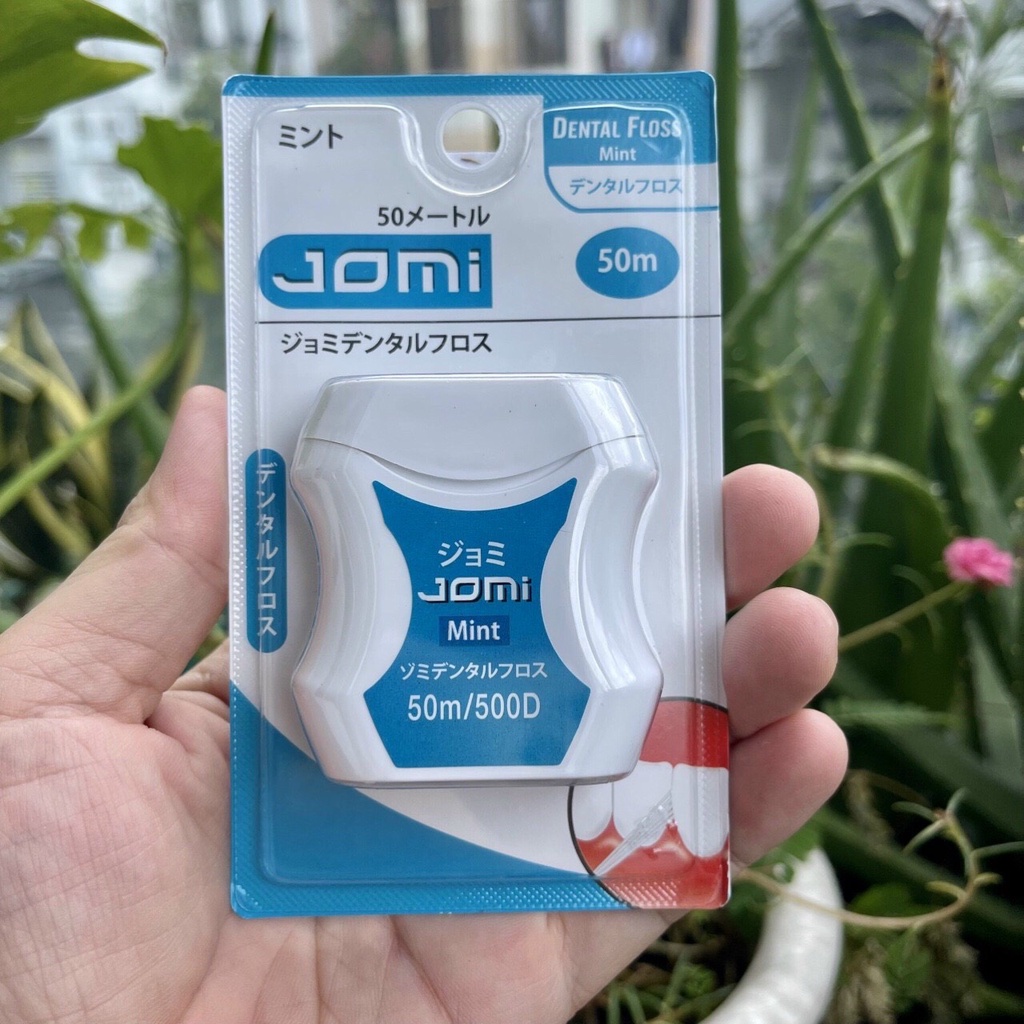 ミント
DENTAL FLOSS
Mint
デンタルフロス
50メートル
JOMi
50m
ジョミデンタルフロス
デンタルフロス
ジョミ
JOMi
Mint
ゾミデンタルフロス
50m/500D